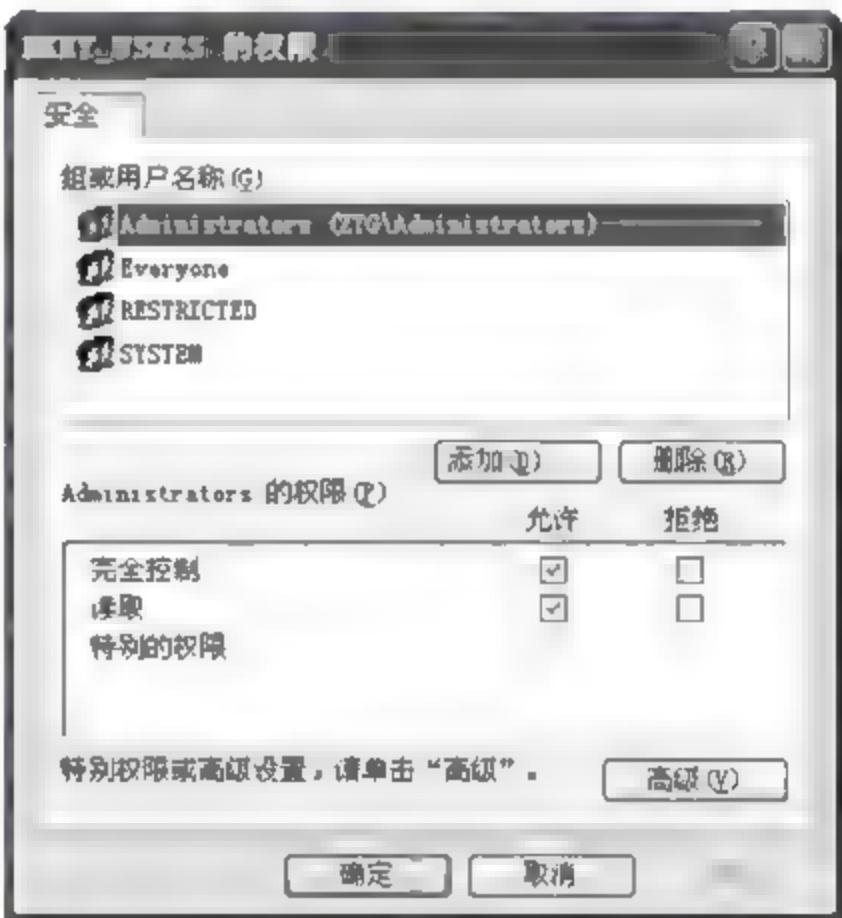 HKEY_USERS 的权限
安全
组或用户名称(G)
Administrators (ZTG\Administrators)
Everyone
RESTRICTED
SYSTEM
添加(D) 删除(R)
Administrators 的权限(P)
允许 拒绝
完全控制
读取
特别的权限
特别权限或高级设置，请单击“高级”。
高级(V)
确定 取消